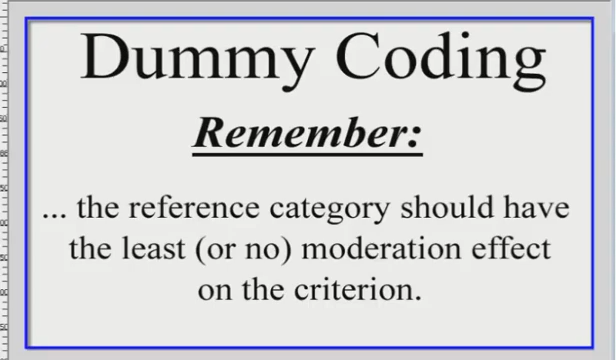 Dummy Coding
Remember:
... the reference category should have
the least (or no) moderation effect
on the criterion.